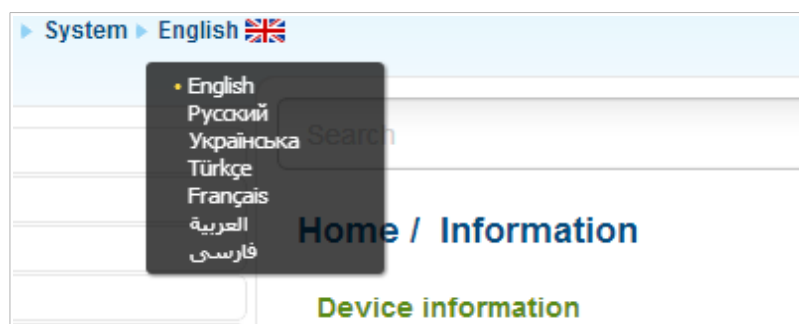 System English
• English
Русский
Українська
Türkçe
Français
العربية
فارسی
Search
Home / Information
Device information